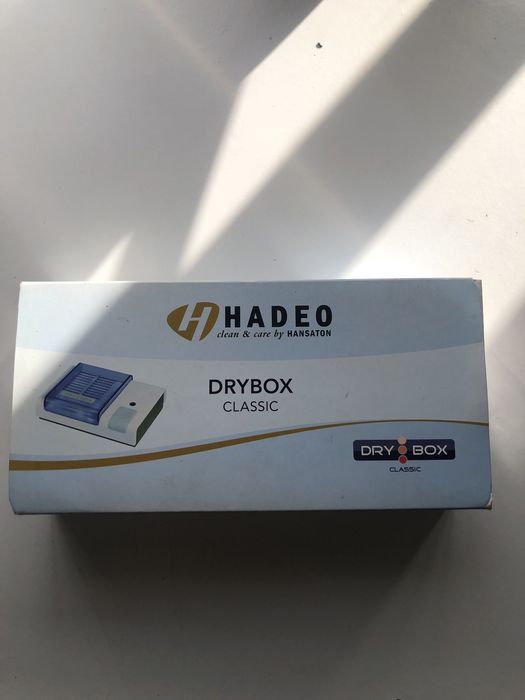 HADEO
clean & care by HANSATON
DRYBOX
CLASSIC
DRY BOX
CLASSIC